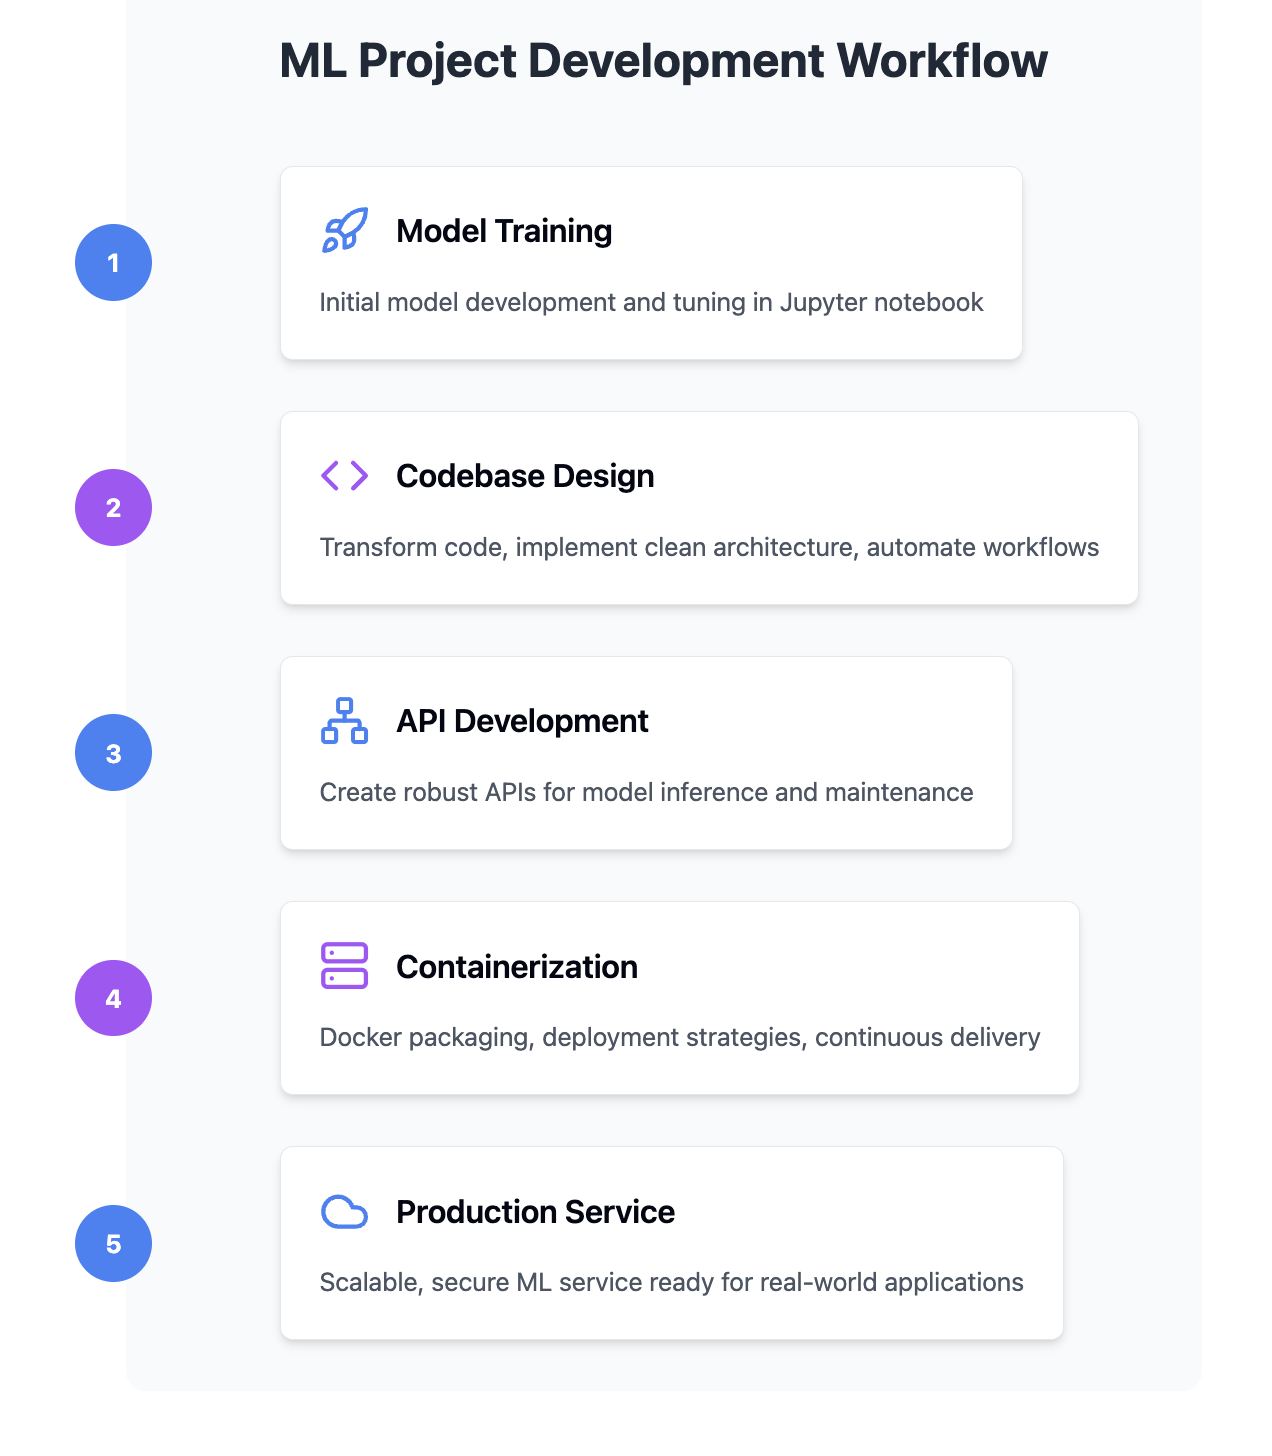 ML Project Development Workflow
1
Model Training
Initial model development and tuning in Jupyter notebook
2
Codebase Design
Transform code, implement clean architecture, automate workflows
3
API Development
Create robust APIs for model inference and maintenance
4
Containerization
Docker packaging, deployment strategies, continuous delivery
5
Production Service
Scalable, secure ML service ready for real-world applications